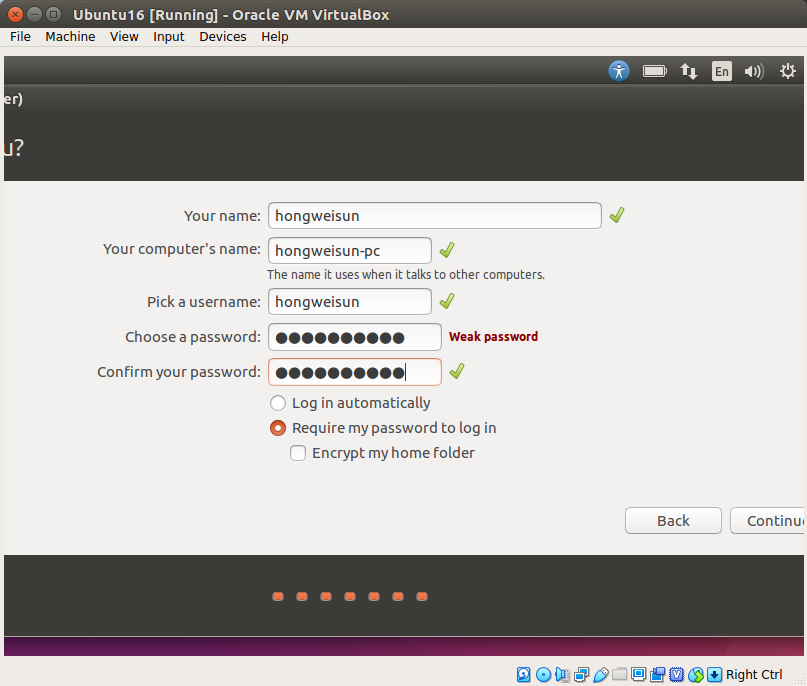 Ubuntu16 [Running] - Oracle VM VirtualBox
File Machine View Input Devices Help
En
er)
u?
Your name: hongweisun
Your computer's name: hongweisun-pc
The name it uses when it talks to other computers.
Pick a username: hongweisun
Choose a password: ●●●●●●●●●● Weak password
Confirm your password: ●●●●●●●●●●
Log in automatically
Require my password to log in
Encrypt my home folder
Back Continue
V Right Ctrl